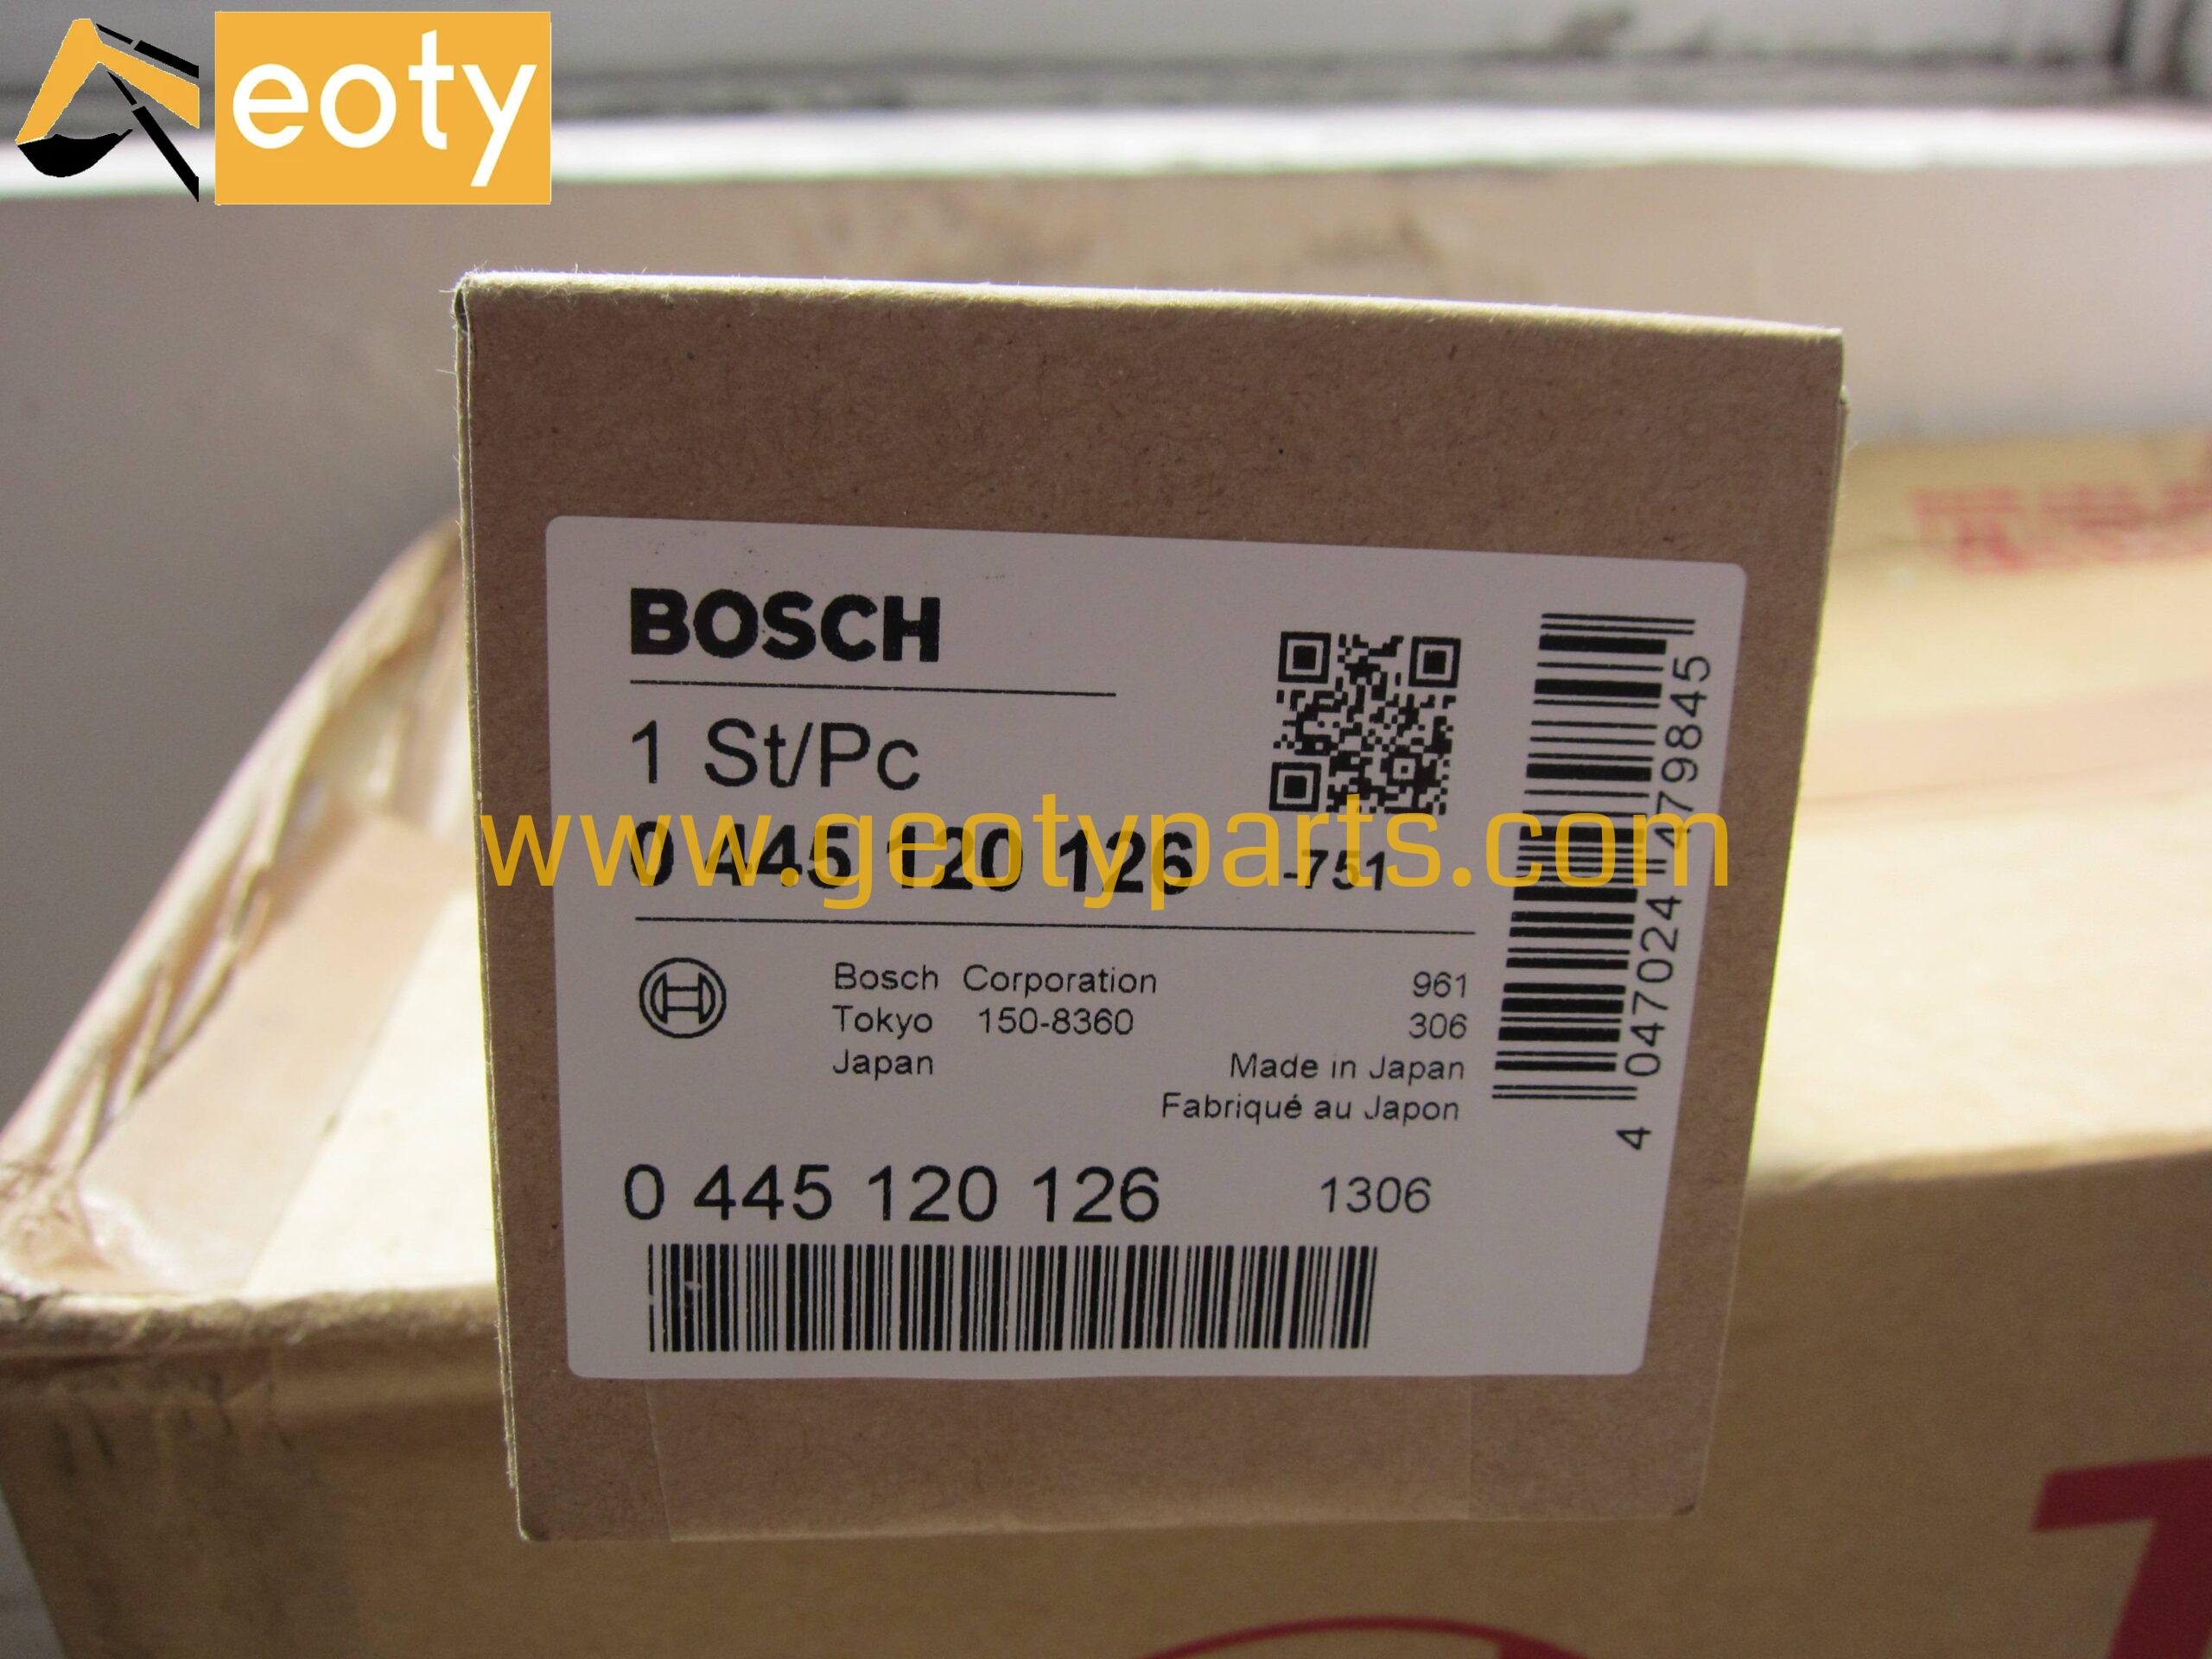 eoty
BOSCH
1 St/Pc
0 445 120 126 -751
www.geotyparts.com
Bosch Corporation 961
Tokyo 150-8360 306
Japan
Made in Japan
Fabriqué au Japon
0 445 120 126 1306
4 047024 479845